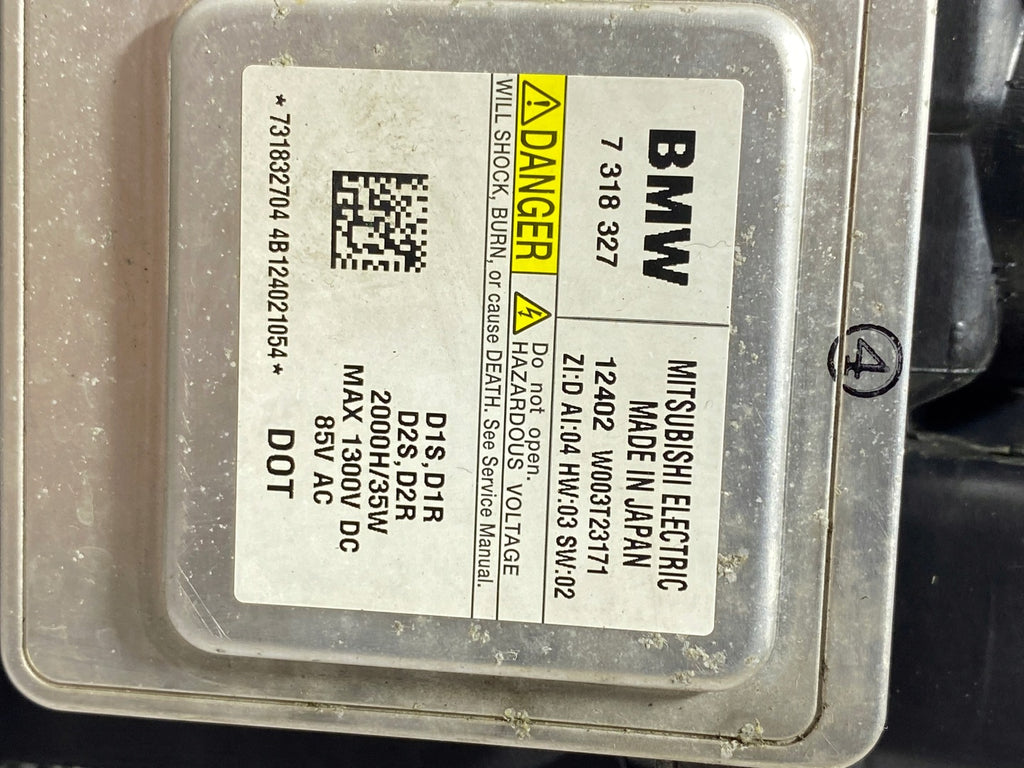 BMW
7 318 327
MITSUBISHI ELECTRIC
MADE IN JAPAN
12402 W003T23171
ZI:D AI:04 HW:03 SW:02
DANGER
Do not open.
HAZARDOUS VOLTAGE
WILL SHOCK, BURN, or cause DEATH. See Service Manual.
D1S,D1R
D2S,D2R
2000H/35W
MAX 1300V DC
85V AC
*731832704 4B124021054*
DOT
4